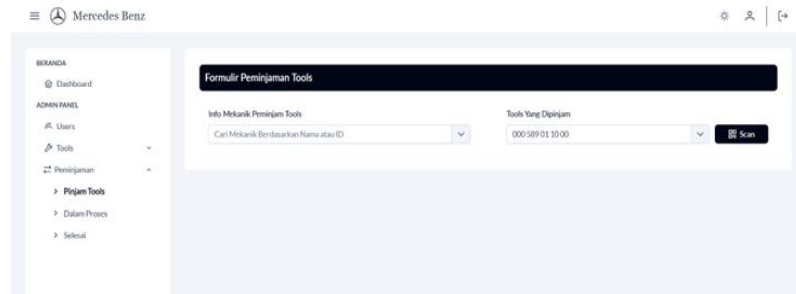 Mercedes Benz
BERANDA
Dashboard
ADMIN PANEL
Users
Tools
Peminjaman
Pinjam Tools
Dalam Proses
Selesai
Formulir Peminjaman Tools
Info Mekanik Peminjam Tools
Cari Mekanik Berdasarkan Nama atau ID
Tools Yang Dipinjam
000 589 01 10 00
Scan